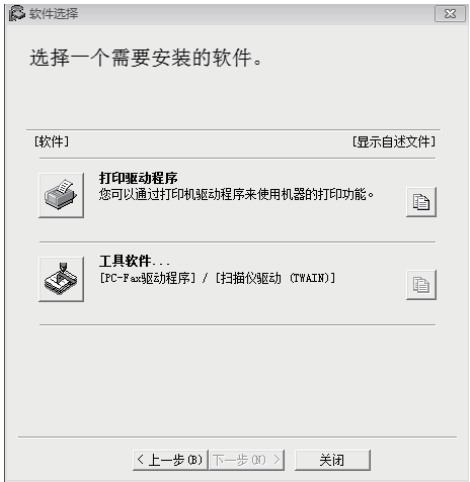 软件选择
选择一个需要安装的软件。
[软件] [显示自述文件]
打印驱动程序
您可以通过打印机驱动程序来使用机器的打印功能。
工具软件...
[PC-Fax驱动程序] / [扫描仪驱动 (TWAIN)]
< 上一步(B) 下一步(N) > 关闭